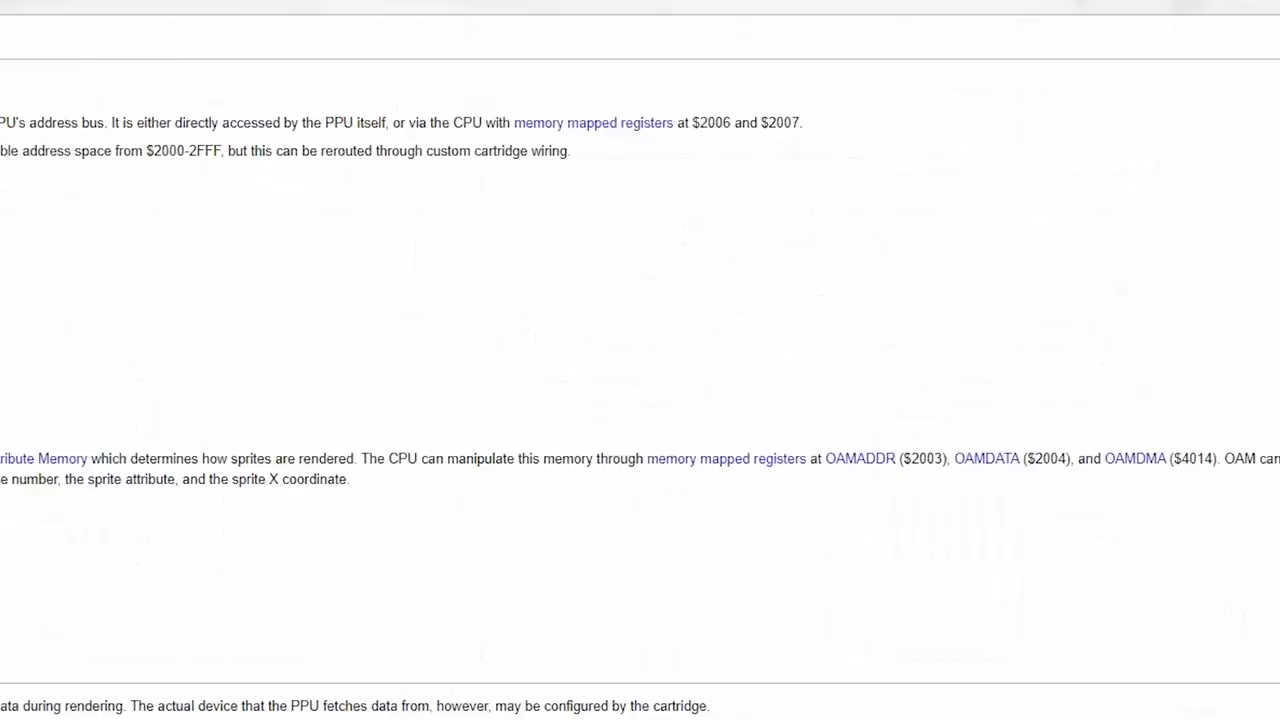 PU's address bus. It is either directly accessed by the PPU itself, or via the CPU with memory mapped registers at $2006 and $2007.
ble address space from $2000-2FFF, but this can be rerouted through custom cartridge wiring.
ribute Memory which determines how sprites are rendered. The CPU can manipulate this memory through memory mapped registers at OAMADDR ($2003), OAMDATA ($2004), and OAMDMA ($4014). OAM can
e number, the sprite attribute, and the sprite X coordinate.
ata during rendering. The actual device that the PPU fetches data from, however, may be configured by the cartridge.